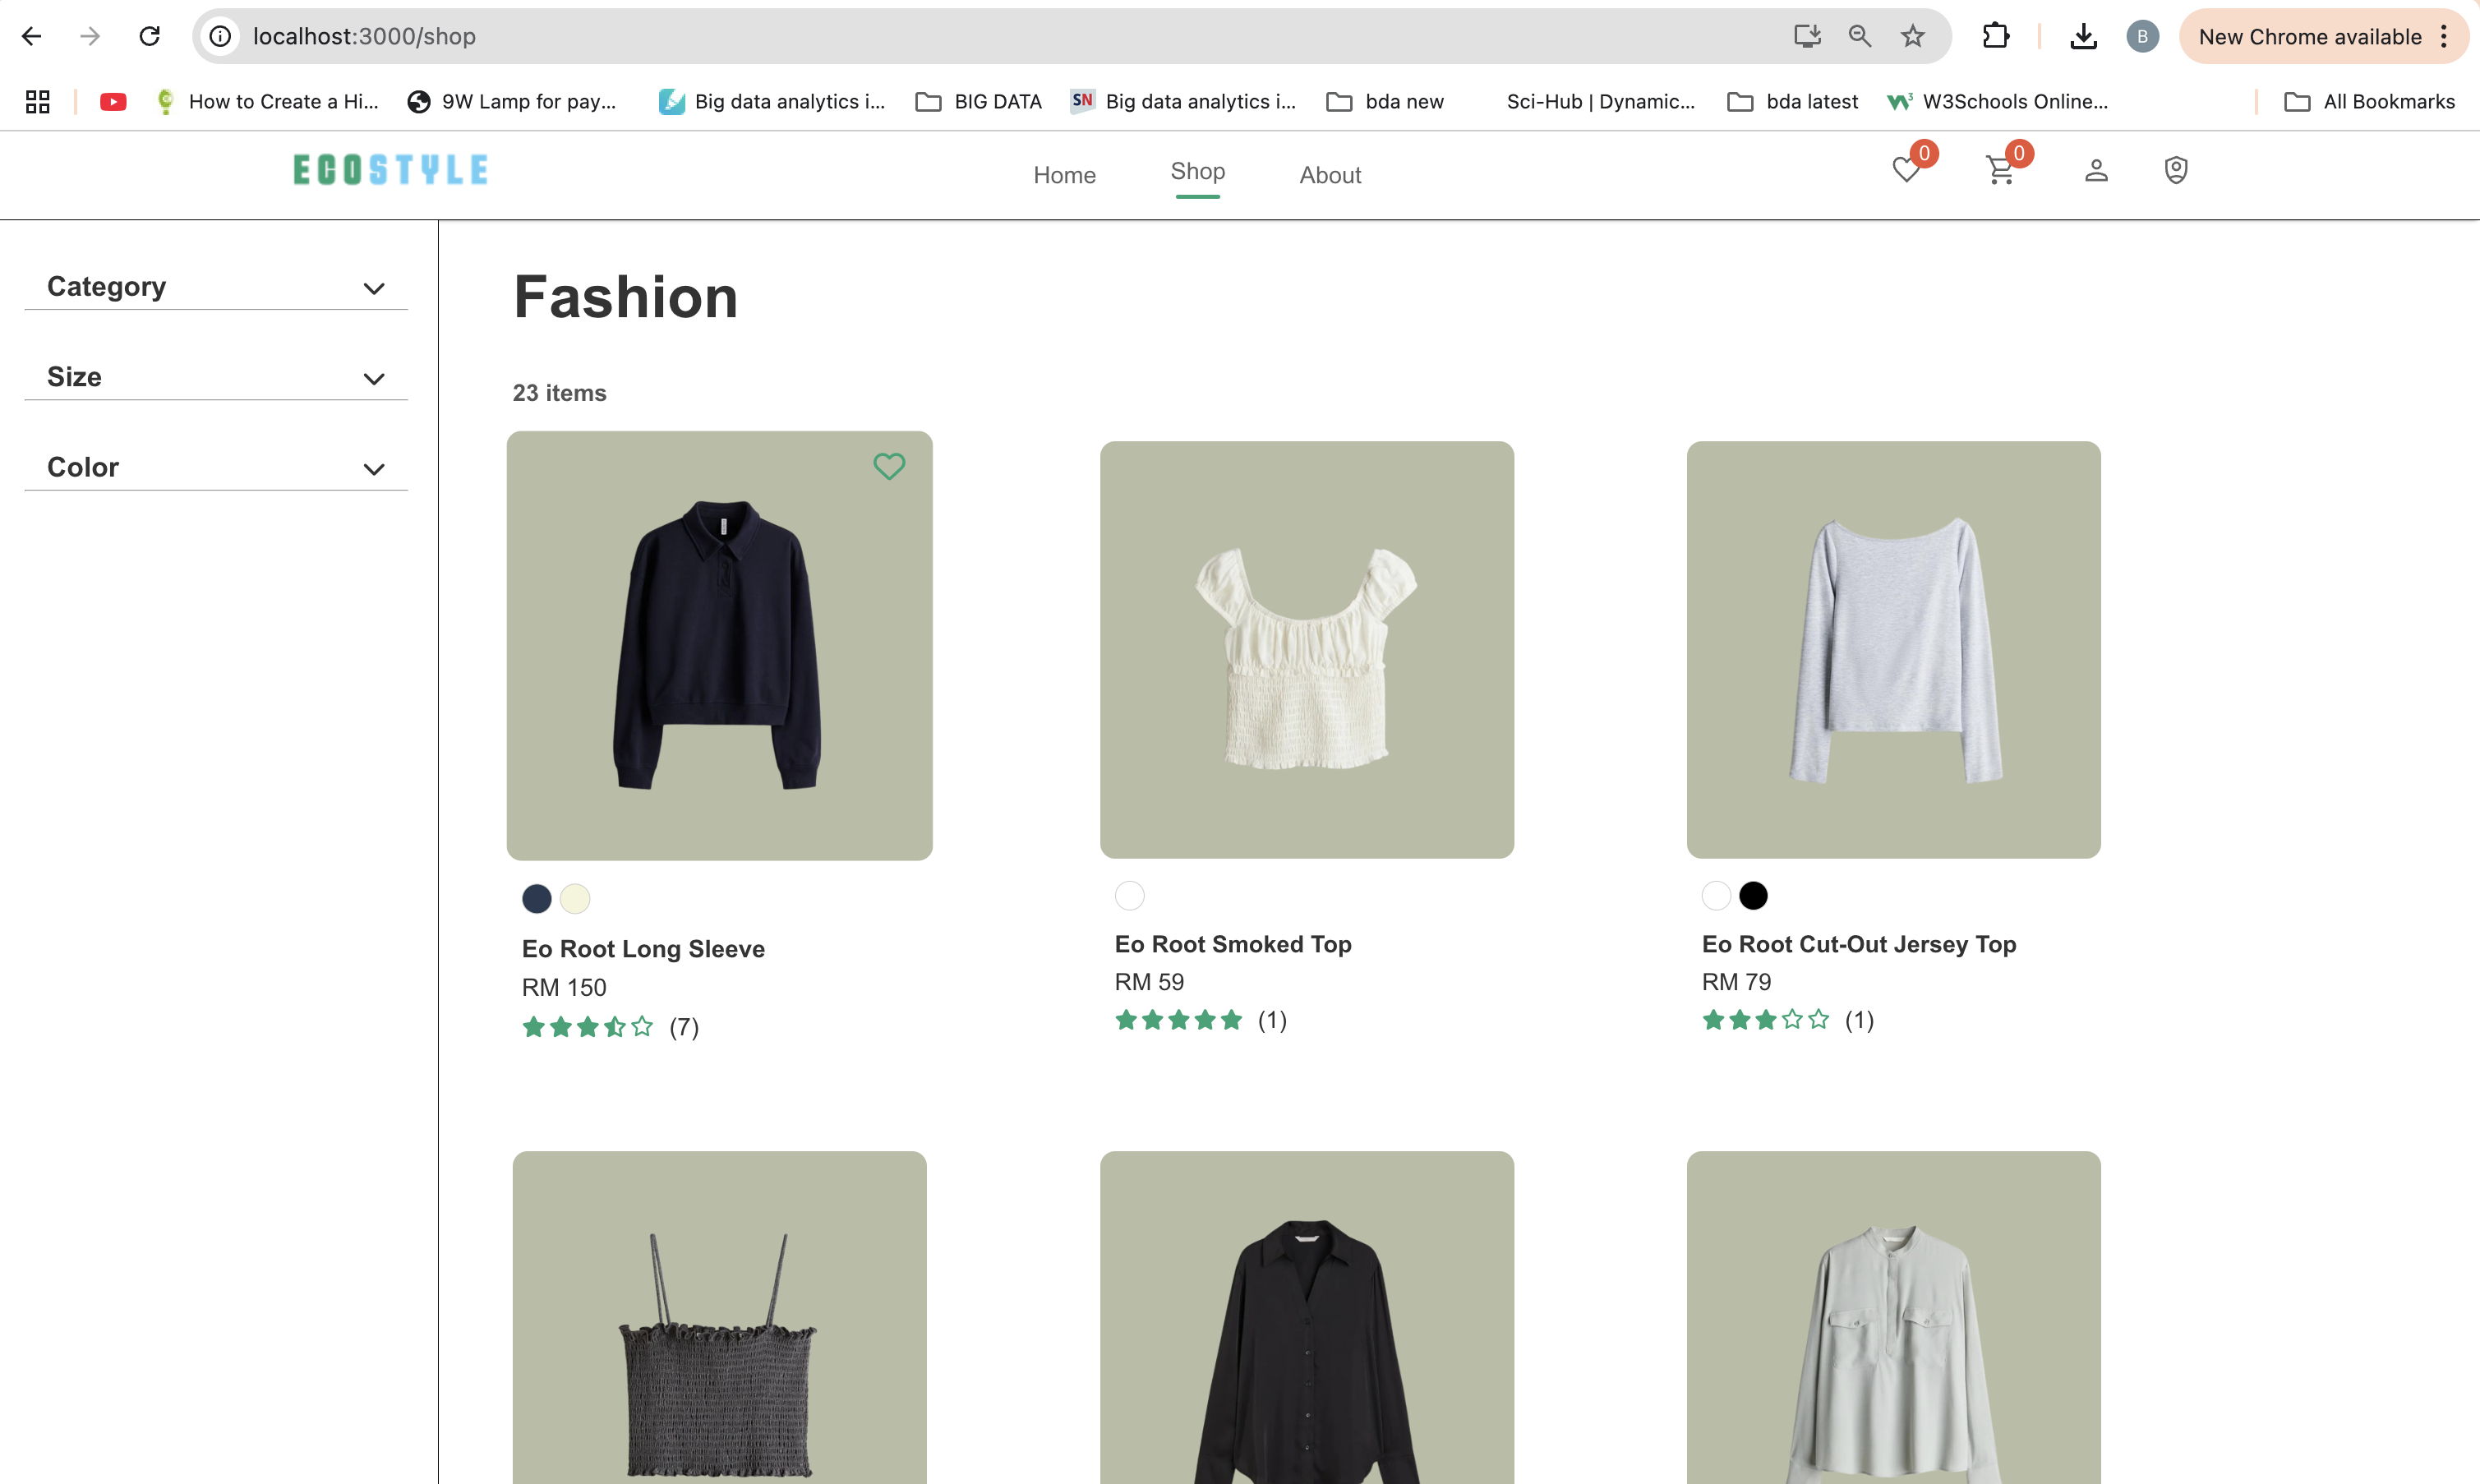 localhost:3000/shop
B
New Chrome available
How to Create a Hi...
9W Lamp for pay...
Big data analytics i...
BIG DATA
SN
Big data analytics i...
bda new
Sci-Hub | Dynamic...
bda latest
W3Schools Online...
All Bookmarks
ECOSTYLE
Home
Shop
About
0
0
Category
Size
Color
Fashion
23 items
Eo Root Long Sleeve
RM 150
(7)
Eo Root Smoked Top
RM 59
(1)
Eo Root Cut-Out Jersey Top
RM 79
(1)